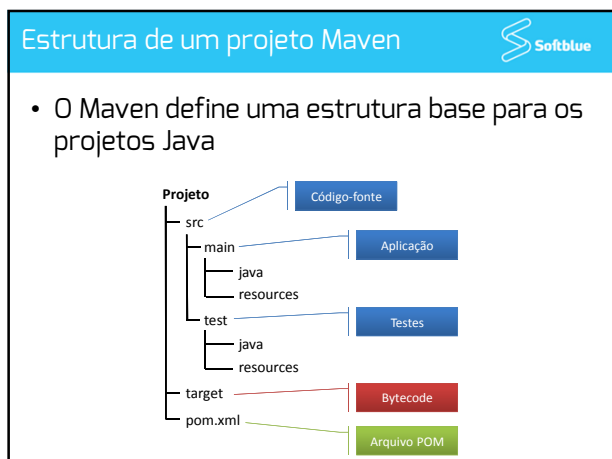 Estrutura de um projeto Maven
Softblue
• O Maven define uma estrutura base para os
projetos Java
Projeto
Código-fonte
src
main
Aplicação
java
resources
test
Testes
java
resources
target
Bytecode
pom.xml
Arquivo POM